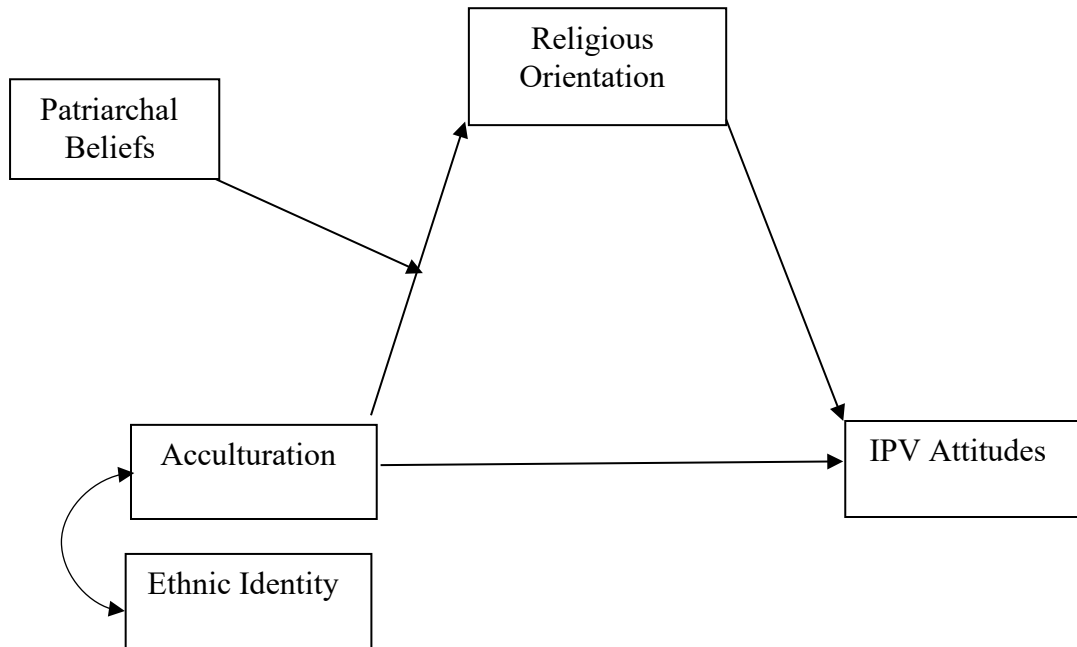 Religious
Orientation
Patriarchal
Beliefs
Acculturation
IPV Attitudes
Ethnic Identity